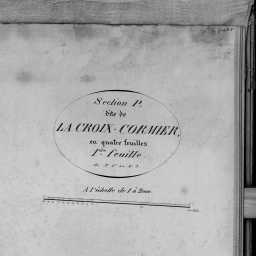 Section P.
dite de
LA CROIX-CORMIER,
en quatre feuilles
1ère feuille
A l'échelle de 1 à 2500.